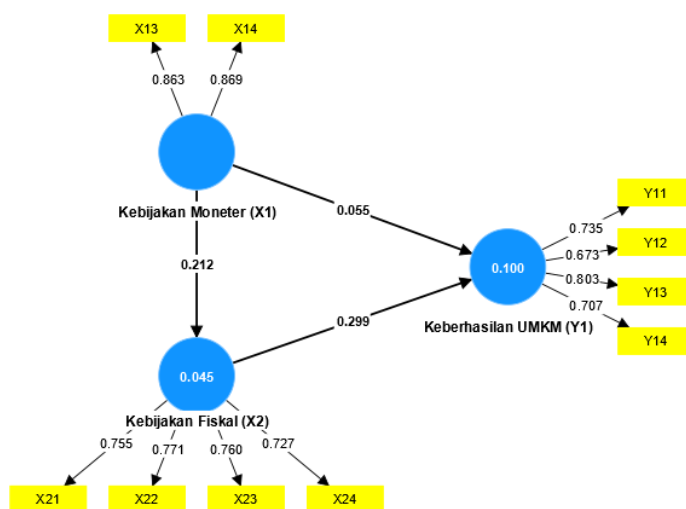 X13
X14
0.863
0.869
Kebijakan Moneter (X1)
0.055
0.212
0.299
0.100
Keberhasilan UMKM (Y1)
0.735
0.673
0.803
0.707
Y11
Y12
Y13
Y14
0.045
Kebijakan Fiskal (X2)
0.755
0.771
0.760
0.727
X21
X22
X23
X24